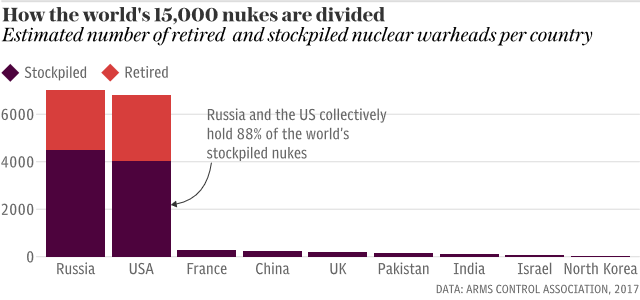 How the world's 15,000 nukes are divided
Estimated number of retired and stockpiled nuclear warheads per country
Stockpiled Retired
6000
4000
2000
0
Russia and the US collectively
hold 88% of the world's
stockpiled nukes
Russia USA France China UK Pakistan India Israel North Korea
DATA: ARMS CONTROL ASSOCIATION, 2017